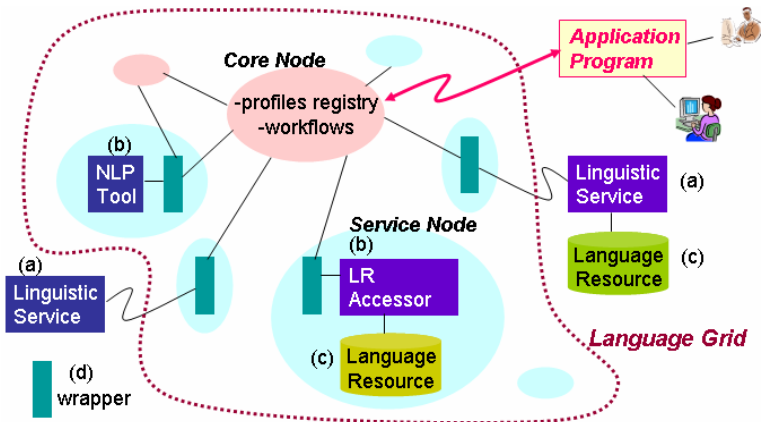 Core Node
-profiles registry
-workflows
Application
Program
(b)
NLP
Tool
Linguistic
Service
(a)
Language
Resource
(c)
Service Node
(b)
LR
Accessor
(c)
Language
Resource
(a)
Linguistic
Service
Language Grid
(d)
wrapper